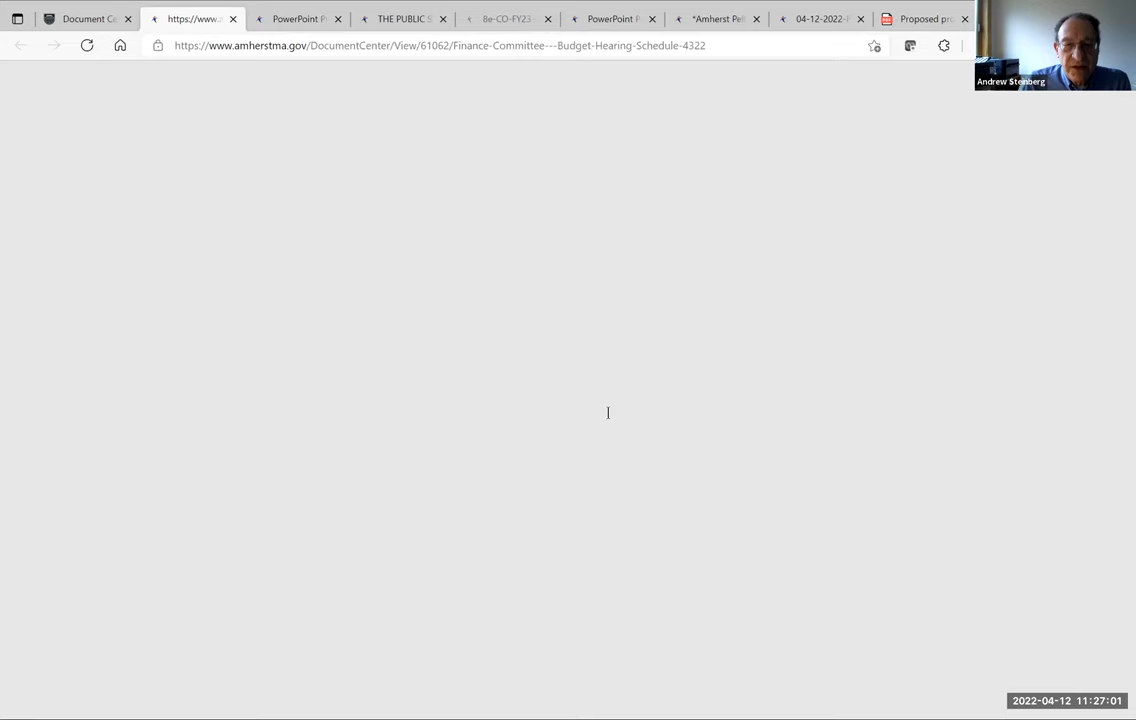 Document Ce
https://www.a
PowerPoint P
THE PUBLIC S
Be-CO-FY23
PowerPoint P
*Amherst Pel
04-12-2022-
Proposed pro
https://www.amherstma.gov/DocumentCenter/View/61062/Finance-Committee---Budget-Hearing-Schedule-4322
Andrew Steinberg
2022-04-12 11:27:01